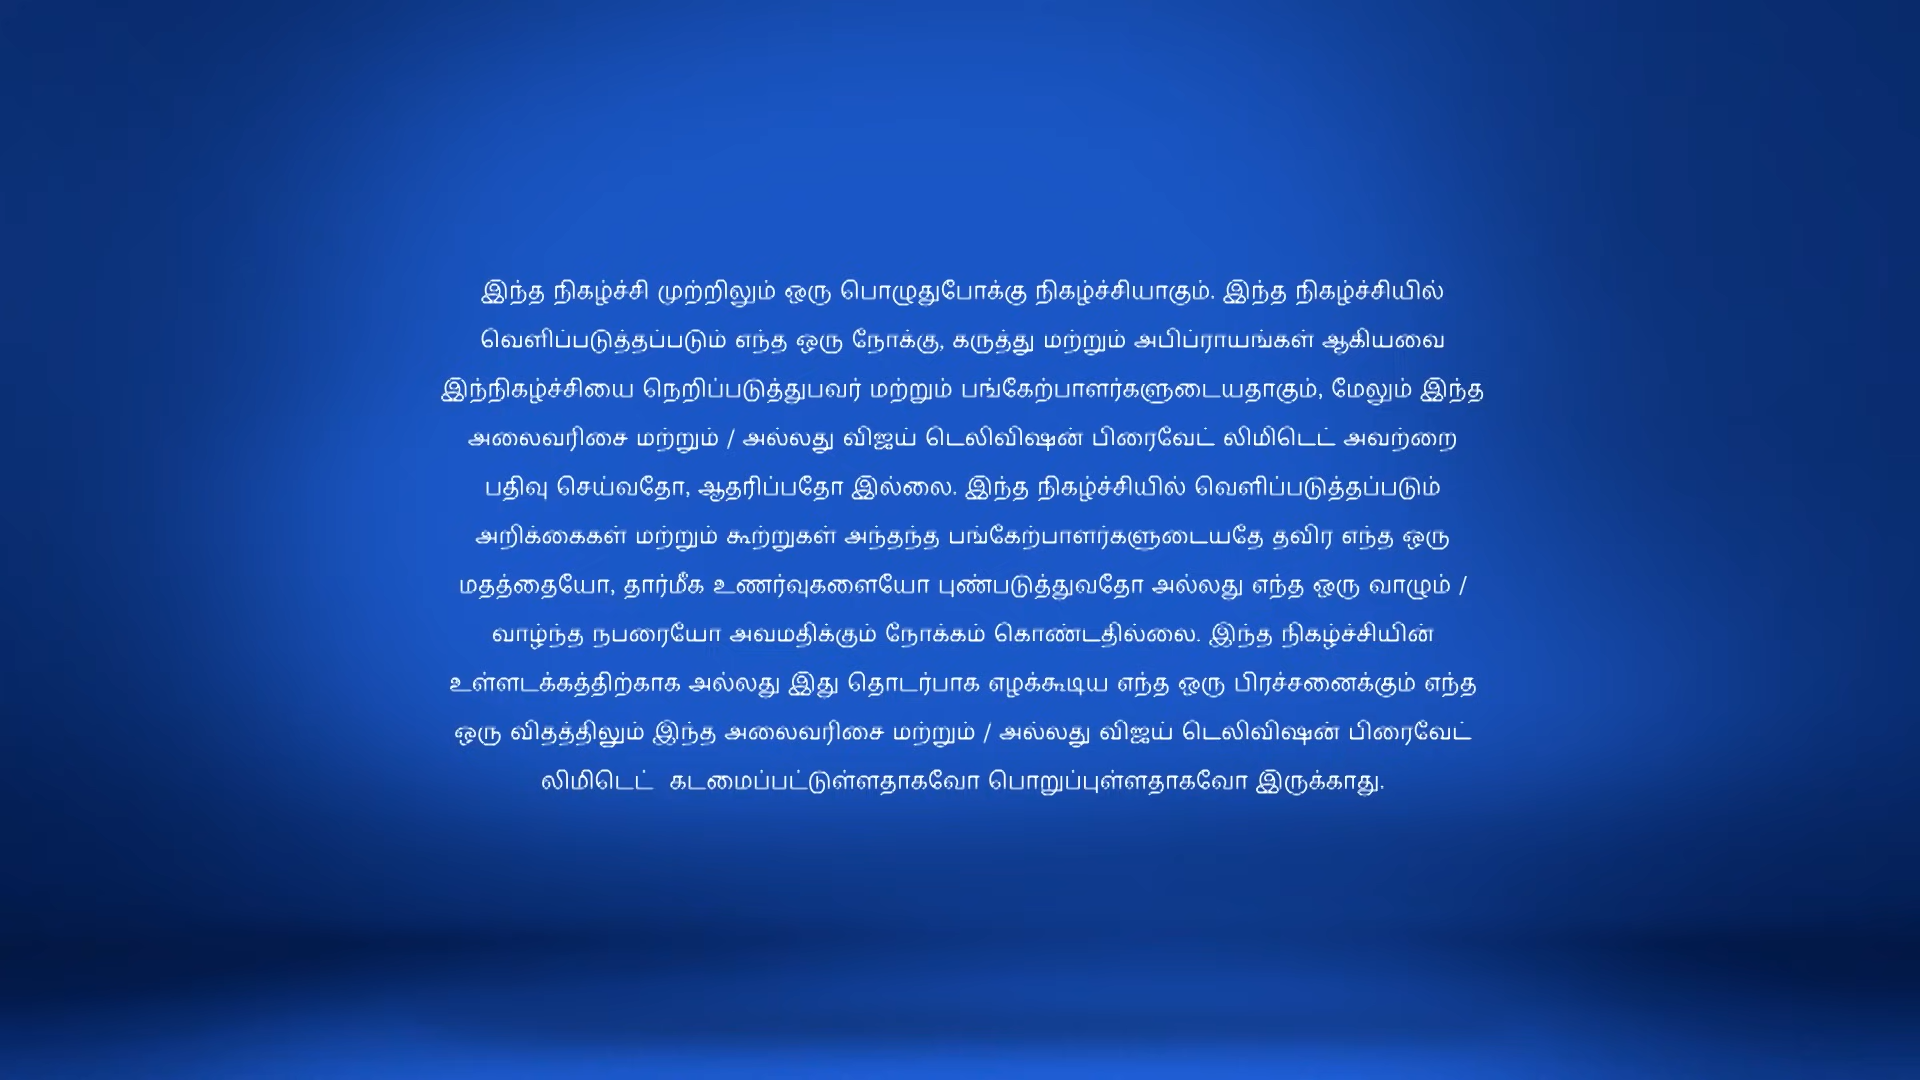 இந்த நிகழ்ச்சி முற்றிலும் ஒரு பொழுதுபோக்கு நிகழ்ச்சியாகும். இந்த நிகழ்ச்சியில்
வெளிப்படுத்தப்படும் எந்த ஒரு நோக்கு, கருத்து மற்றும் அபிப்ராயங்கள் ஆகியவை
இந்நிகழ்ச்சியை நெறிப்படுத்துபவர் மற்றும் பங்கேற்பாளர்களுடையதாகும், மேலும் இந்த
அலைவரிசை மற்றும் / அல்லது விஜய் டெலிவிஷன் பிரைவேட் லிமிடெட் அவற்றை
பதிவு செய்வதோ, ஆதரிப்பதோ இல்லை. இந்த நிகழ்ச்சியில் வெளிப்படுத்தப்படும்
அறிக்கைகள் மற்றும் கூற்றுகள் அந்தந்த பங்கேற்பாளர்களுடையதே தவிர எந்த ஒரு
மதத்தையோ, தார்மீக உணர்வுகளையோ புண்படுத்துவதோ அல்லது எந்த ஒரு வாழும் /
வாழ்ந்த நபரையோ அவமதிக்கும் நோக்கம் கொண்டதில்லை. இந்த நிகழ்ச்சியின்
உள்ளடக்கத்திற்காக அல்லது இது தொடர்பாக எழக்கூடிய எந்த ஒரு பிரச்சனைக்கும் எந்த
ஒரு விதத்திலும் இந்த அலைவரிசை மற்றும் / அல்லது விஜய் டெலிவிஷன் பிரைவேட்
லிமிடெட் கடமைப்பட்டுள்ளதாகவோ பொறுப்புள்ளதாகவோ இருக்காது.